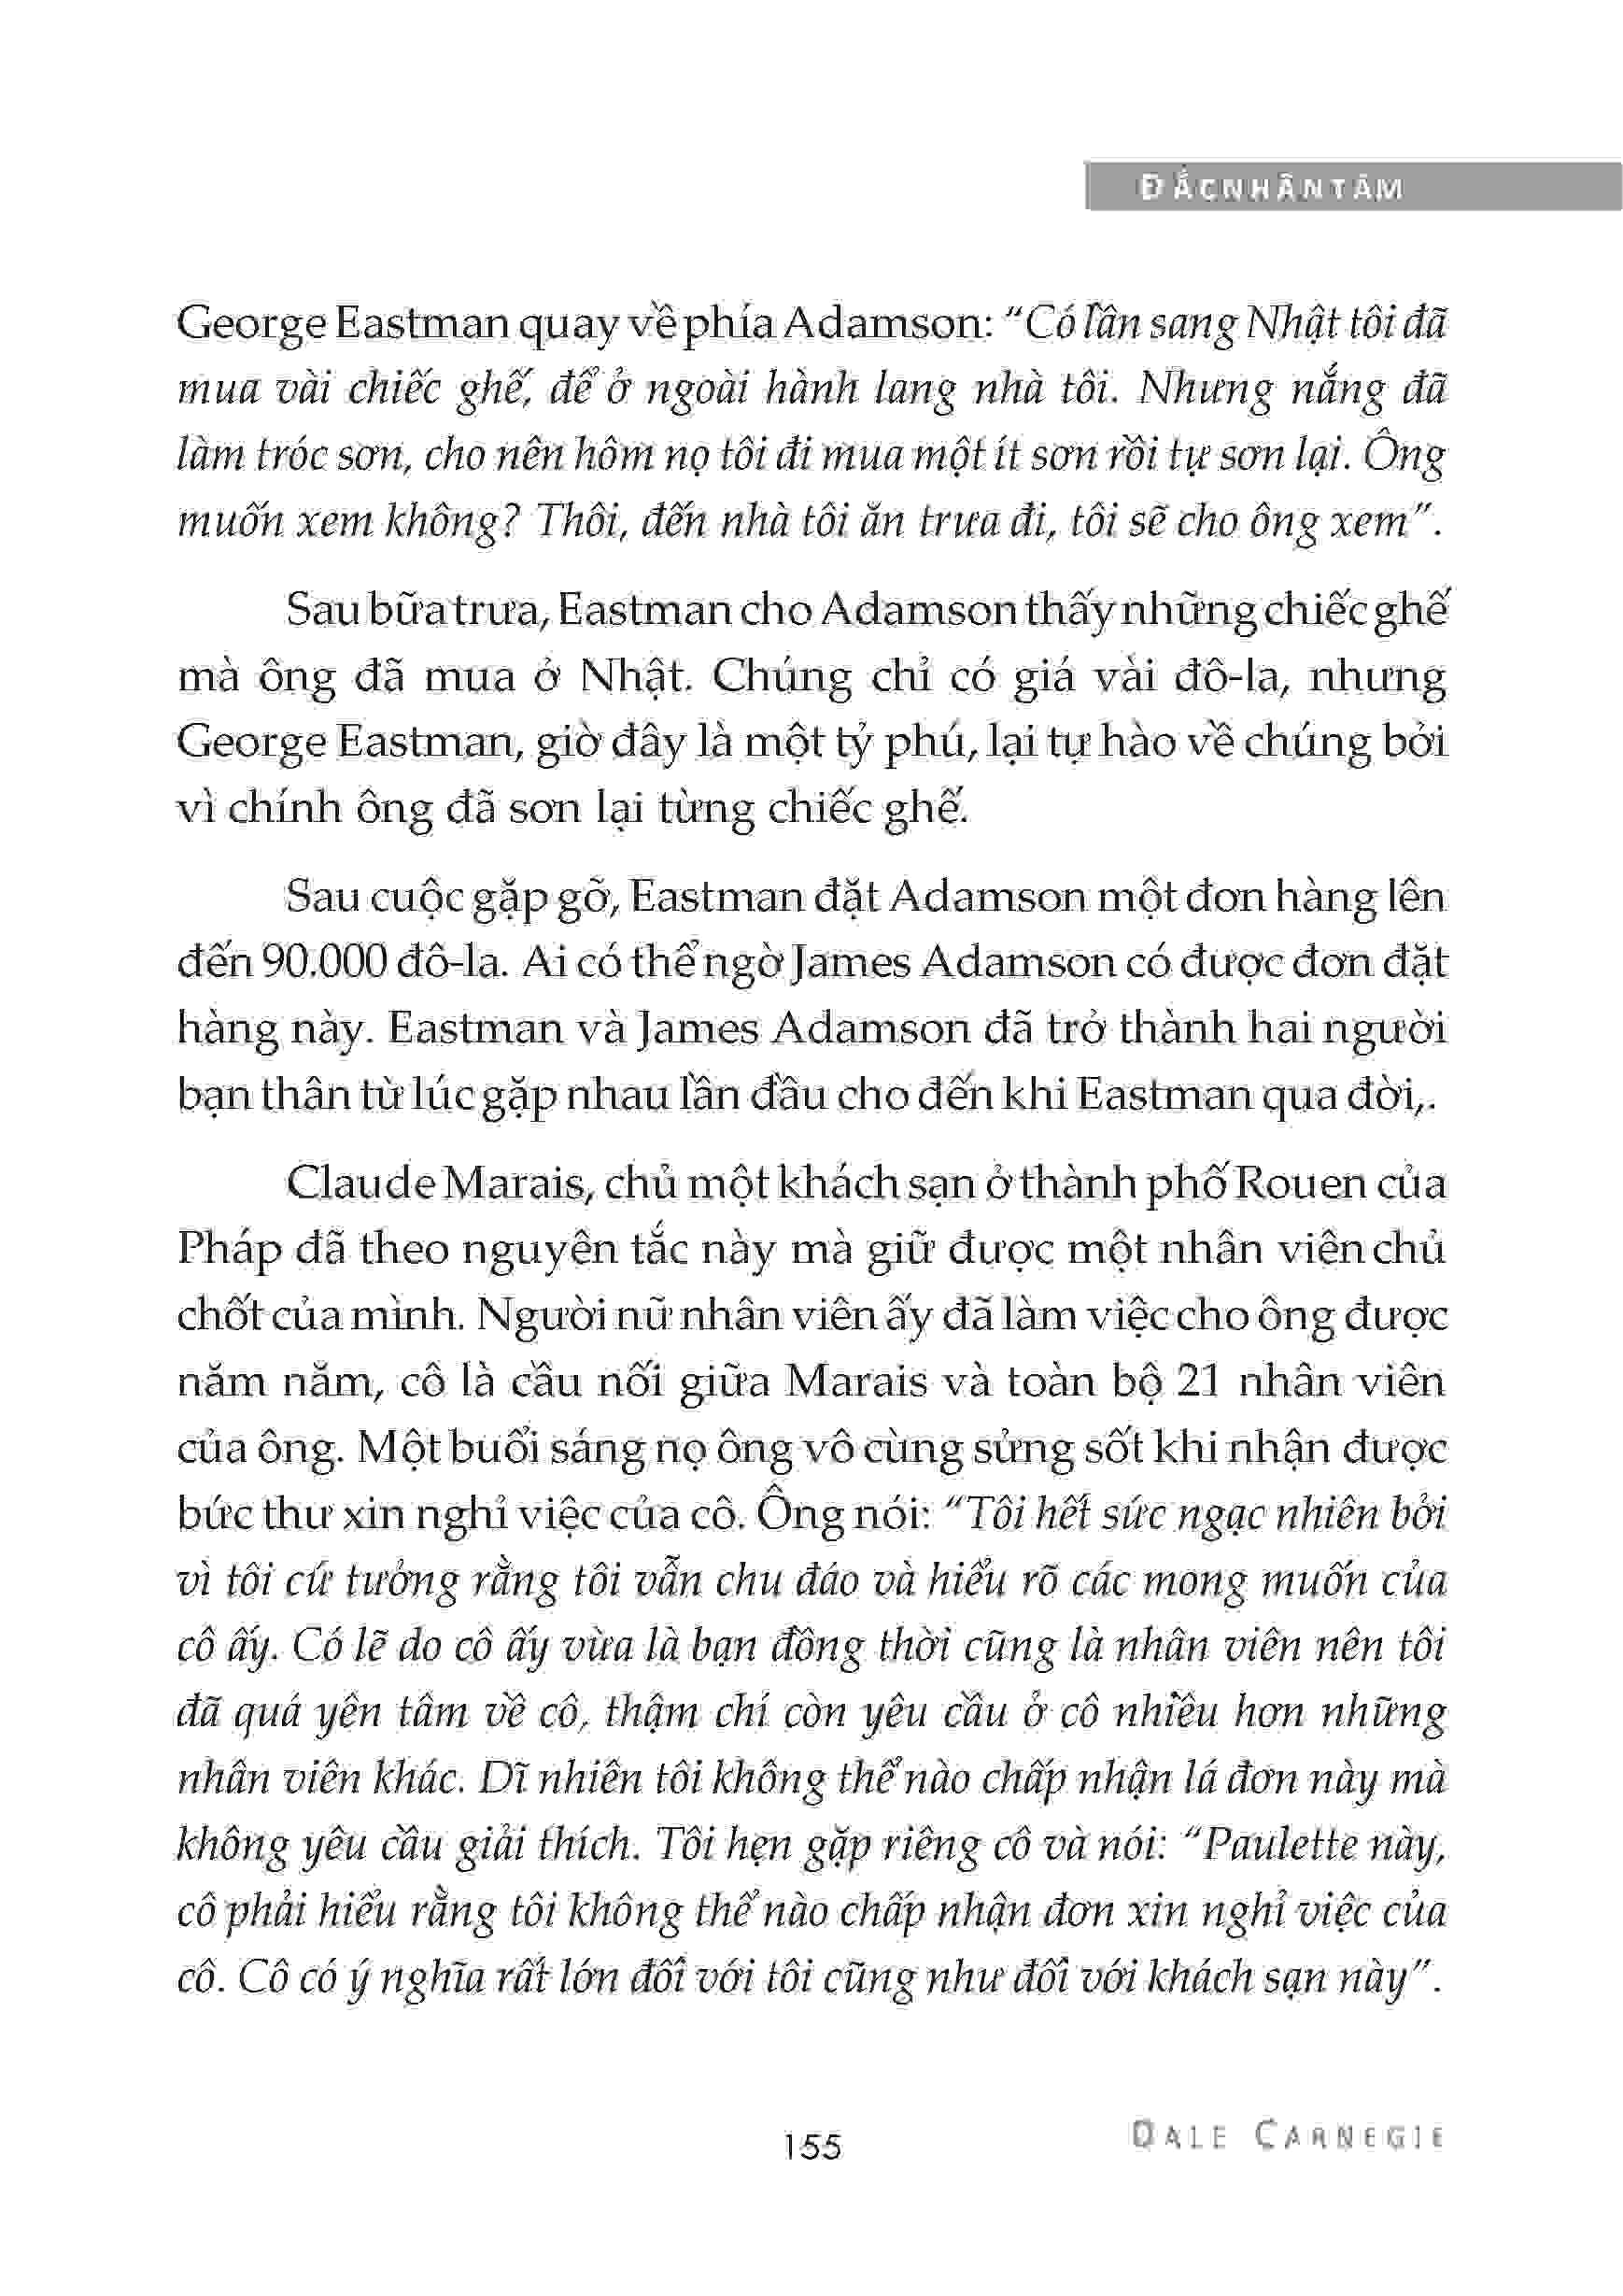 ĐẮC NHÂN TÂM
George Eastman quay về phía Adamson: “Có lần sang Nhật tôi đã
mua vài chiếc ghế, để ở ngoài hành lang nhà tôi. Nhưng nắng đã
làm tróc sơn, cho nên hôm nọ tôi đi mua một ít sơn rồi tự sơn lại. Ông
muốn xem không? Thôi, đến nhà tôi ăn trưa đi, tôi sẽ cho ông xem”.
Sau bữa trưa, Eastman cho Adamson thấy những chiếc ghế
mà ông đã mua ở Nhật. Chúng chỉ có giá vài đô-la, nhưng
George Eastman, giờ đây là một tỷ phú, lại tự hào về chúng bởi
vì chính ông đã sơn lại từng chiếc ghế.
Sau cuộc gặp gỡ, Eastman đặt Adamson một đơn hàng lên
đến 90.000 đô-la. Ai có thể ngờ James Adamson có được đơn đặt
hàng này. Eastman và James Adamson đã trở thành hai người
bạn thân từ lúc gặp nhau lần đầu cho đến khi Eastman qua đời,.
Claude Marais, chủ một khách sạn ở thành phố Rouen của
Pháp đã theo nguyên tắc này mà giữ được một nhân viên chủ
chốt của mình. Người nữ nhân viên ấy đã làm việc cho ông được
năm năm, cô là cầu nối giữa Marais và toàn bộ 21 nhân viên
của ông. Một buổi sáng nọ ông vô cùng sửng sốt khi nhận được
bức thư xin nghỉ việc của cô. Ông nói: “Tôi hết sức ngạc nhiên bởi
vì tôi cứ tưởng rằng tôi vẫn chu đáo và hiểu rõ các mong muốn của
cô ấy. Có lẽ do cô ấy vừa là bạn đồng thời cũng là nhân viên nên tôi
đã quá yên tâm về cô, thậm chí còn yêu cầu ở cô nhiều hơn những
nhân viên khác. Dĩ nhiên tôi không thể nào chấp nhận lá đơn này mà
không yêu cầu giải thích. Tôi hẹn gặp riêng cô và nói: “Paulette này,
cô phải hiểu rằng tôi không thể nào chấp nhận đơn xin nghỉ việc của
cô. Cô có ý nghĩa rất lớn đối với tôi cũng như đối với khách sạn này”.
155
DALE CARNEGIE